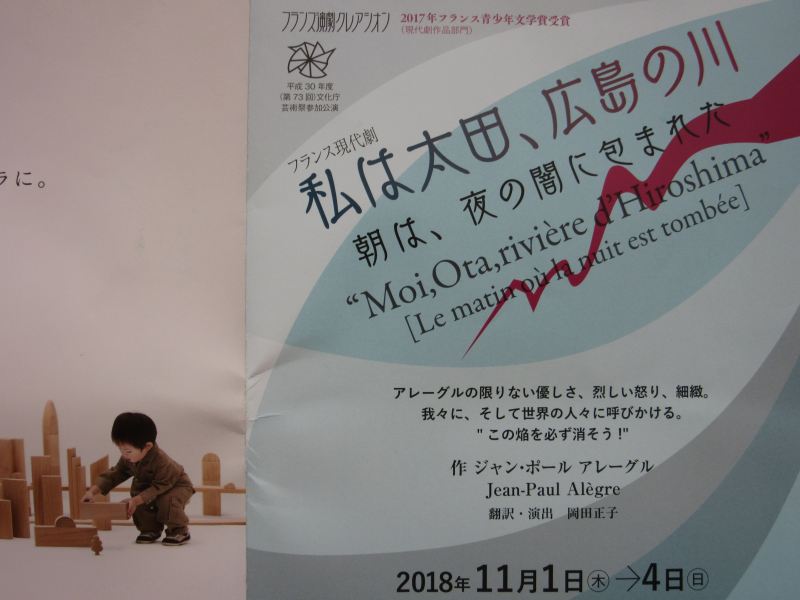 ラに。
フランス演劇クレアシオン
2017年フランス青少年文学賞受賞
(現代劇作品部門)
平成30年度
(第73回)文化庁
芸術祭参加公演
フランス現代劇
私は太田、広島の川
朝は、夜の闇に包まれた
“Moi,Ota,rivière d'Hiroshima”
[Le matin où la nuit est tombée]
アレーグルの限りない優しさ、烈しい怒り、細緻。
我々に、そして世界の人々に呼びかける。
"この焔を必ず消そう!"
作 ジャン・ポール アレーグル
Jean-Paul Alègre
翻訳・演出 岡田正子
2018年11月1日㊍→4日㊐